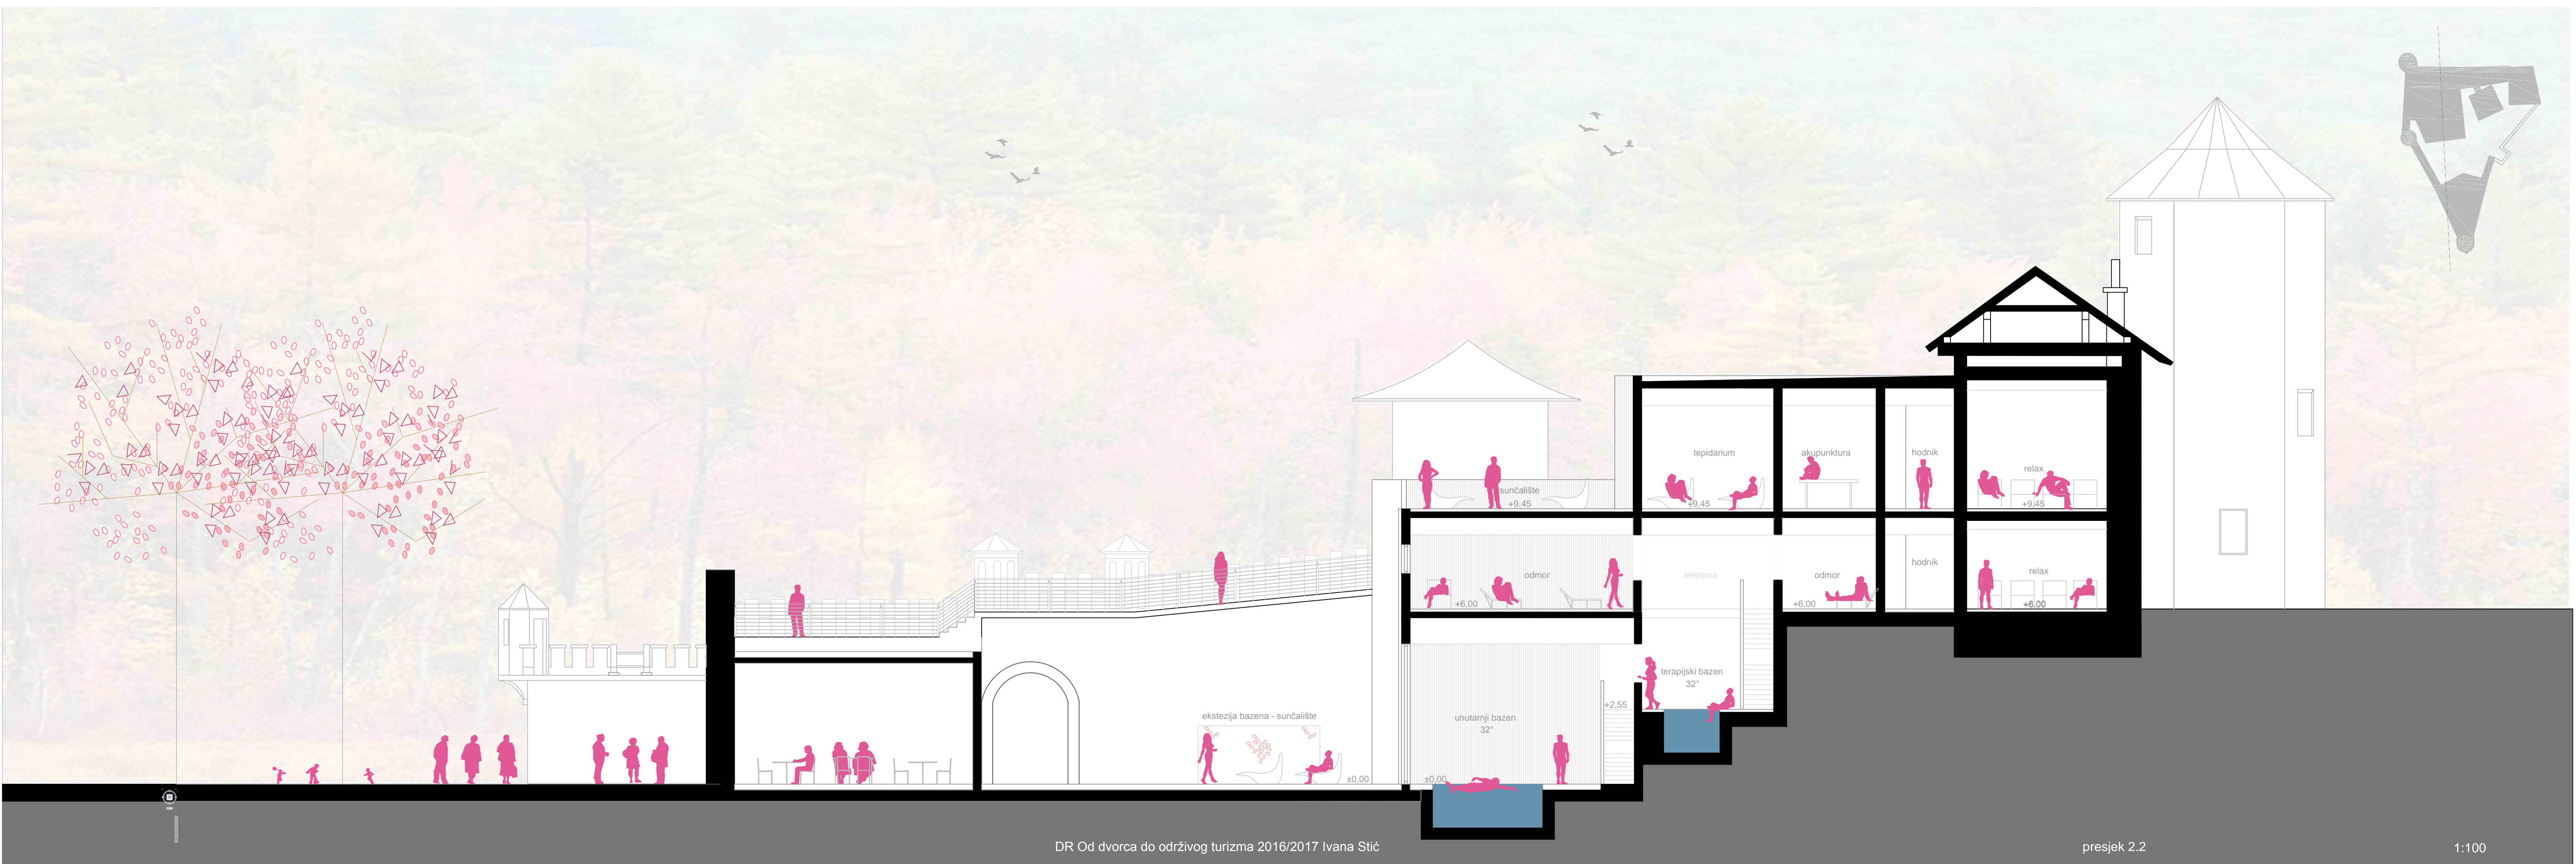 tepidarium
+9,45
akupunktura
hodnik
relax
+9,45
sunčalište
+9,45
odmor
+6,00
teretana
odmor
+6,00
hodnik
relax
+6,00
terapijski bazen
32°
+2,55
unutarnji bazen
32°
±0,00
ekstezija bazena - sunčalište
±0,00
DR Od dvorca do održivog turizma 2016/2017 Ivana Stić
presjek 2.2
1:100